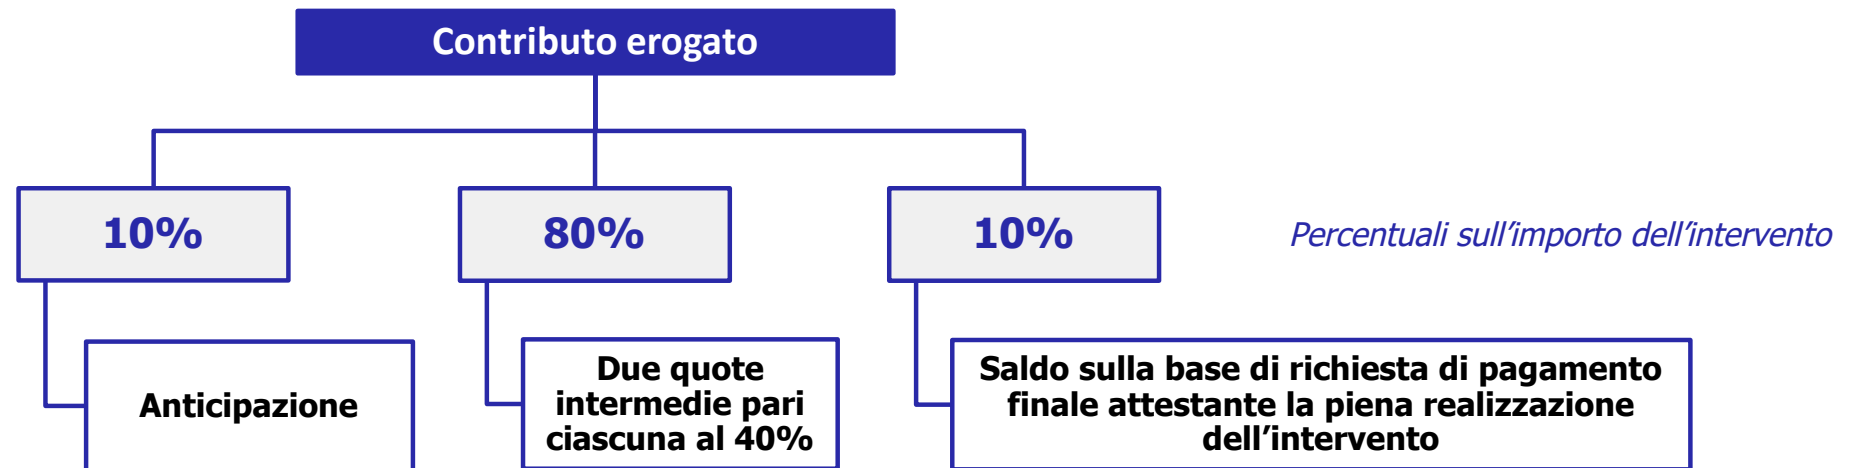 Contributo erogato
10%
80%
10%
Percentuali sull’importo dell’intervento
Anticipazione
Due quote
intermedie pari
ciascuna al 40%
Saldo sulla base di richiesta di pagamento
finale attestante la piena realizzazione
dell’intervento